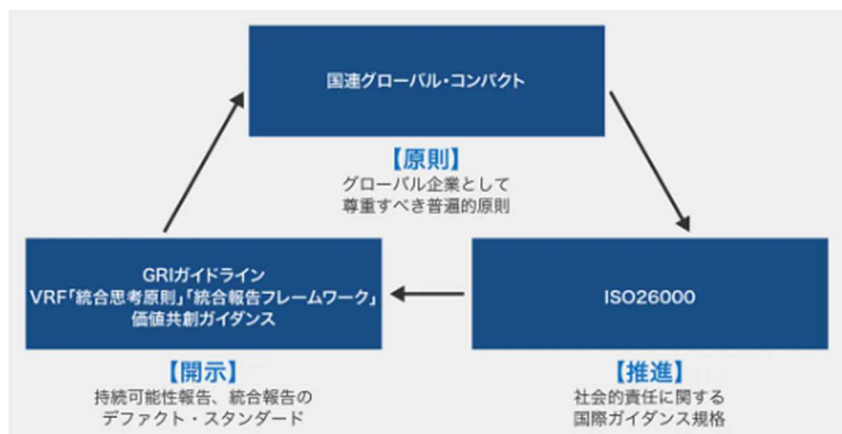 国連グローバル・コンパクト
【原則】
グローバル企業として
尊重すべき普遍的原則
GRIガイドライン
VRF「統合思考原則」「統合報告フレームワーク」
価値共創ガイダンス
【開示】
持続可能性報告、統合報告の
デファクト・スタンダード
ISO26000
【推進】
社会的責任に関する
国際ガイダンス規格